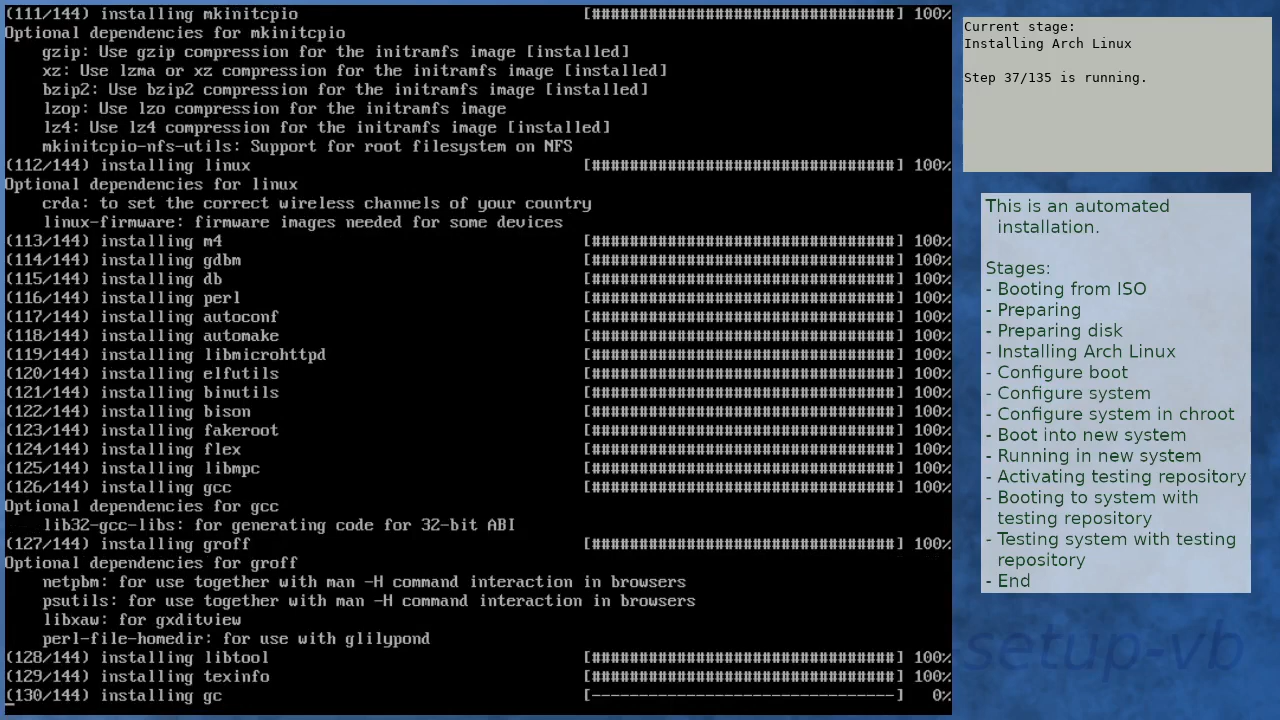 (111/144) installing mkinitcpio [################################] 100%
Optional dependencies for mkinitcpio
gzip: Use gzip compression for the initramfs image [installed]
xz: Use lzma or xz compression for the initramfs image [installed]
bzip2: Use bzip2 compression for the initramfs image [installed]
lzop: Use lzo compression for the initramfs image
lz4: Use lz4 compression for the initramfs image [installed]
mkinitcpio-nfs-utils: Support for root filesystem on NFS
(112/144) installing linux [################################] 100%
Optional dependencies for linux
crda: to set the correct wireless channels of your country
linux-firmware: firmware images needed for some devices
(113/144) installing m4 [################################] 100%
(114/144) installing gdbm [################################] 100%
(115/144) installing db [################################] 100%
(116/144) installing perl [################################] 100%
(117/144) installing autoconf [################################] 100%
(118/144) installing automake [################################] 100%
(119/144) installing libmicrohttpd [################################] 100%
(120/144) installing elfutils [################################] 100%
(121/144) installing binutils [################################] 100%
(122/144) installing bison [################################] 100%
(123/144) installing fakeroot [################################] 100%
(124/144) installing flex [################################] 100%
(125/144) installing libmpc [################################] 100%
(126/144) installing gcc [################################] 100%
Optional dependencies for gcc
lib32-gcc-libs: for generating code for 32-bit ABI
(127/144) installing groff [################################] 100%
Optional dependencies for groff
netpbm: for use together with man -H command interaction in browsers
psutils: for use together with man -H command interaction in browsers
libxaw: for gxditview
perl-file-homedir: for use with glilypond
(128/144) installing libtool [################################] 100%
(129/144) installing texinfo [################################] 100%
(130/144) installing gc [--------------------------------] 0%
Current stage:
Installing Arch Linux
Step 37/135 is running.
This is an automated
installation.
Stages:
- Booting from ISO
- Preparing
- Preparing disk
- Installing Arch Linux
- Configure boot
- Configure system
- Configure system in chroot
- Boot into new system
- Running in new system
- Activating testing repository
- Booting to system with
testing repository
- Testing system with testing
repository
- End
setup-vb